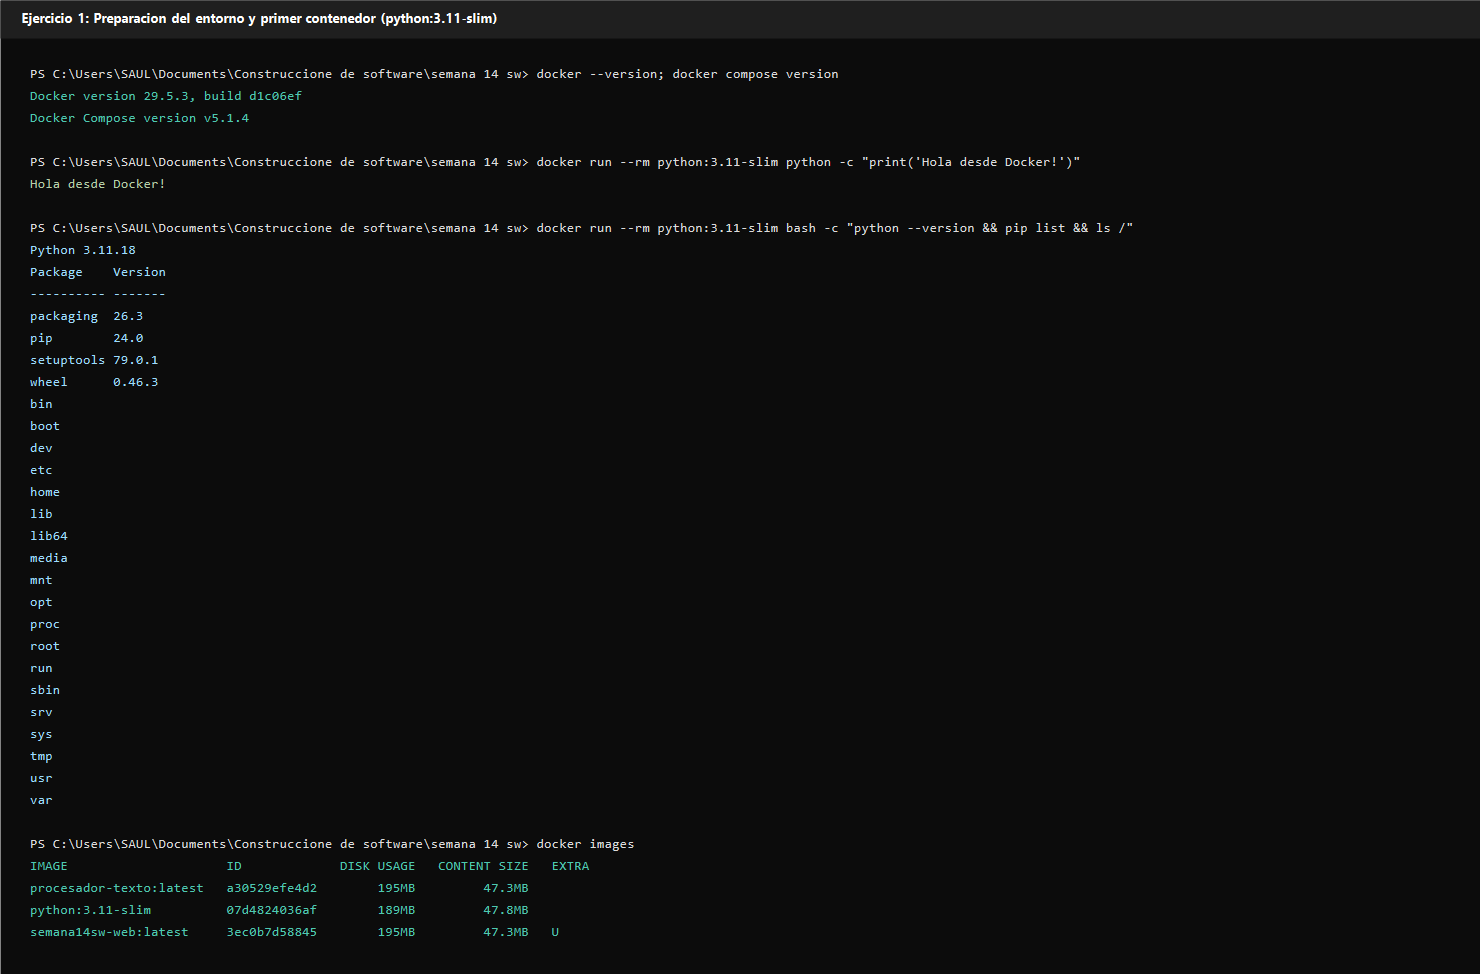 Ejercicio 1: Preparacion del entorno y primer contenedor (python:3.11-slim)
PS C:\Users\SAUL\Documents\Construccione de software\semana 14 sw> docker --version; docker compose version
Docker version 29.5.3, build d1c06ef
Docker Compose version v5.1.4
PS C:\Users\SAUL\Documents\Construccione de software\semana 14 sw> docker run --rm python:3.11-slim python -c "print('Hola desde Docker!')"
Hola desde Docker!
PS C:\Users\SAUL\Documents\Construccione de software\semana 14 sw> docker run --rm python:3.11-slim bash -c "python --version && pip list && ls /"
Python 3.11.18
Package    Version
---------- -------
packaging  26.3
pip        24.0
setuptools 79.0.1
wheel      0.46.3
bin
boot
dev
etc
home
lib
lib64
media
mnt
opt
proc
root
run
sbin
srv
sys
tmp
usr
var
PS C:\Users\SAUL\Documents\Construccione de software\semana 14 sw> docker images
IMAGE                     ID             DISK USAGE   CONTENT SIZE   EXTRA
procesador-texto:latest   a30529efe4d2        195MB         47.3MB
python:3.11-slim          07d4824036af        189MB         47.8MB
semana14sw-web:latest     3ec0b7d58845        195MB         47.3MB   U